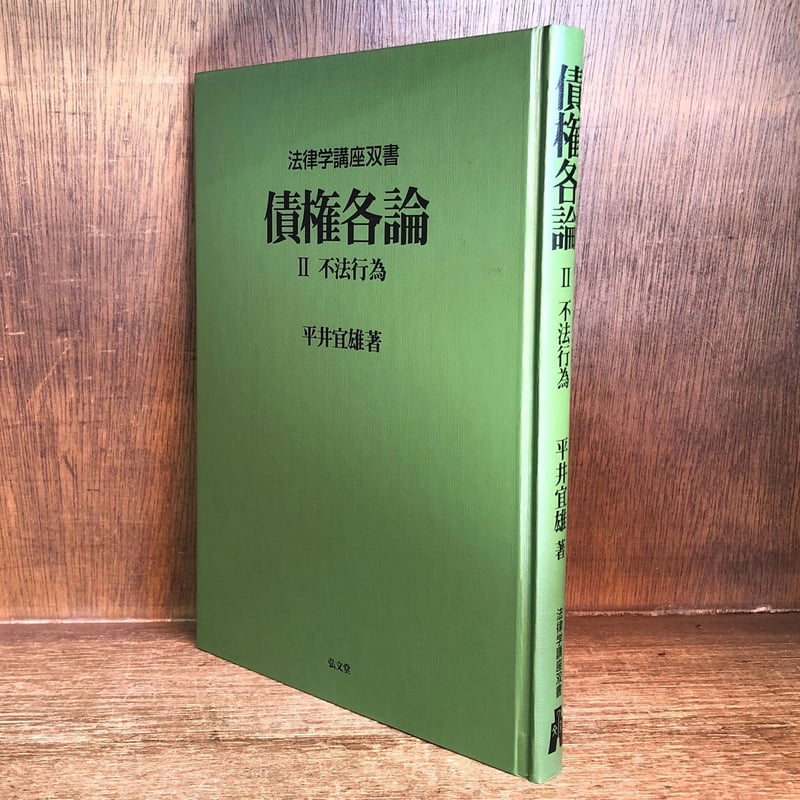 法律学講座双書
債権各論
Ⅱ 不法行為
平井宜雄著
弘文堂
債権各論 Ⅱ 不法行為 平井宜雄 著 法律学講座双書